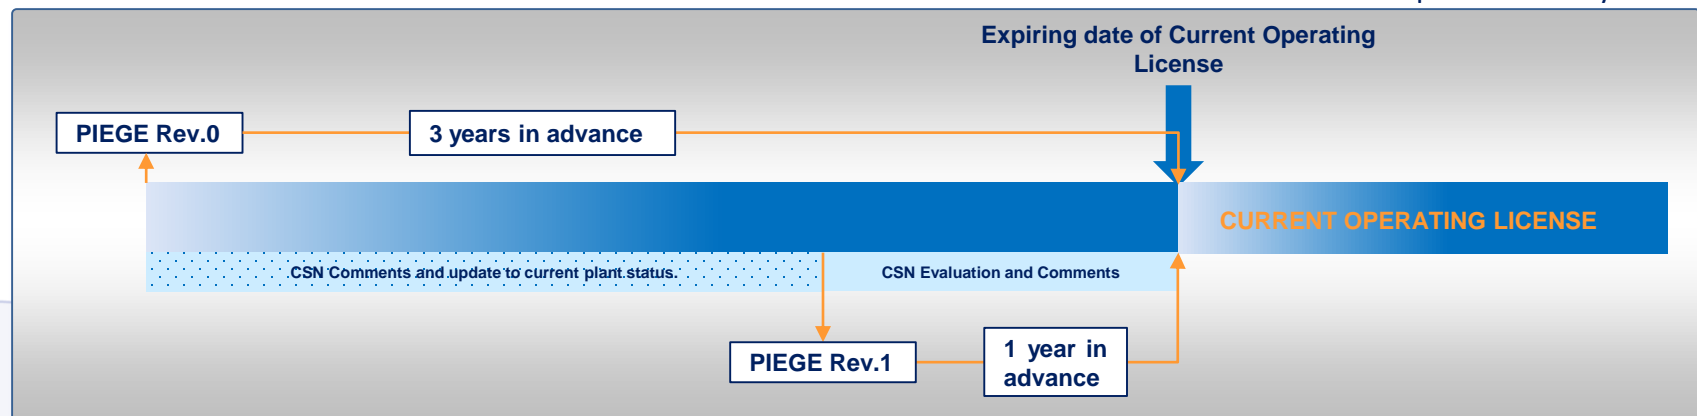 Expiring date of Current Operating
License
PIEGE Rev.0
3 years in advance
CURRENT OPERATING LICENSE
CSN Comments and update to current plant status.
CSN Evaluation and Comments
PIEGE Rev.1
1 year in
advance